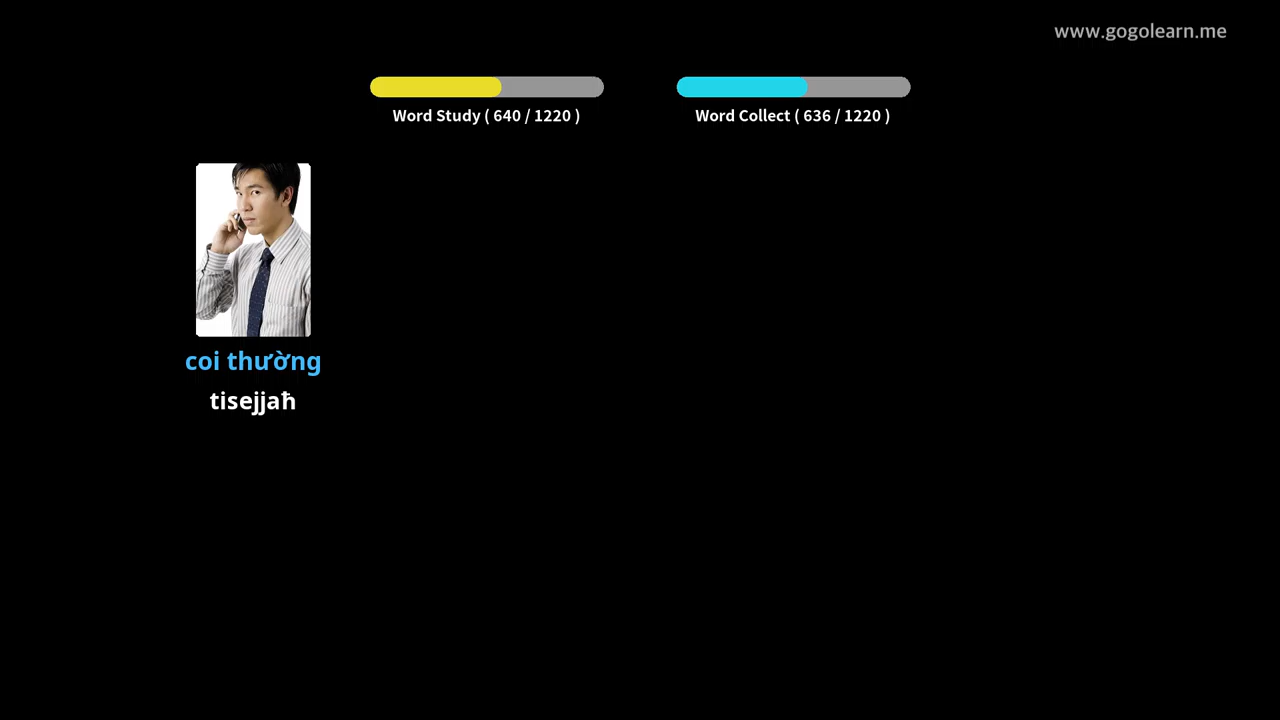 www.gogolearn.me
Word Study ( 640 / 1220 )
Word Collect ( 636 / 1220 )
coi thường
tisejjaħ